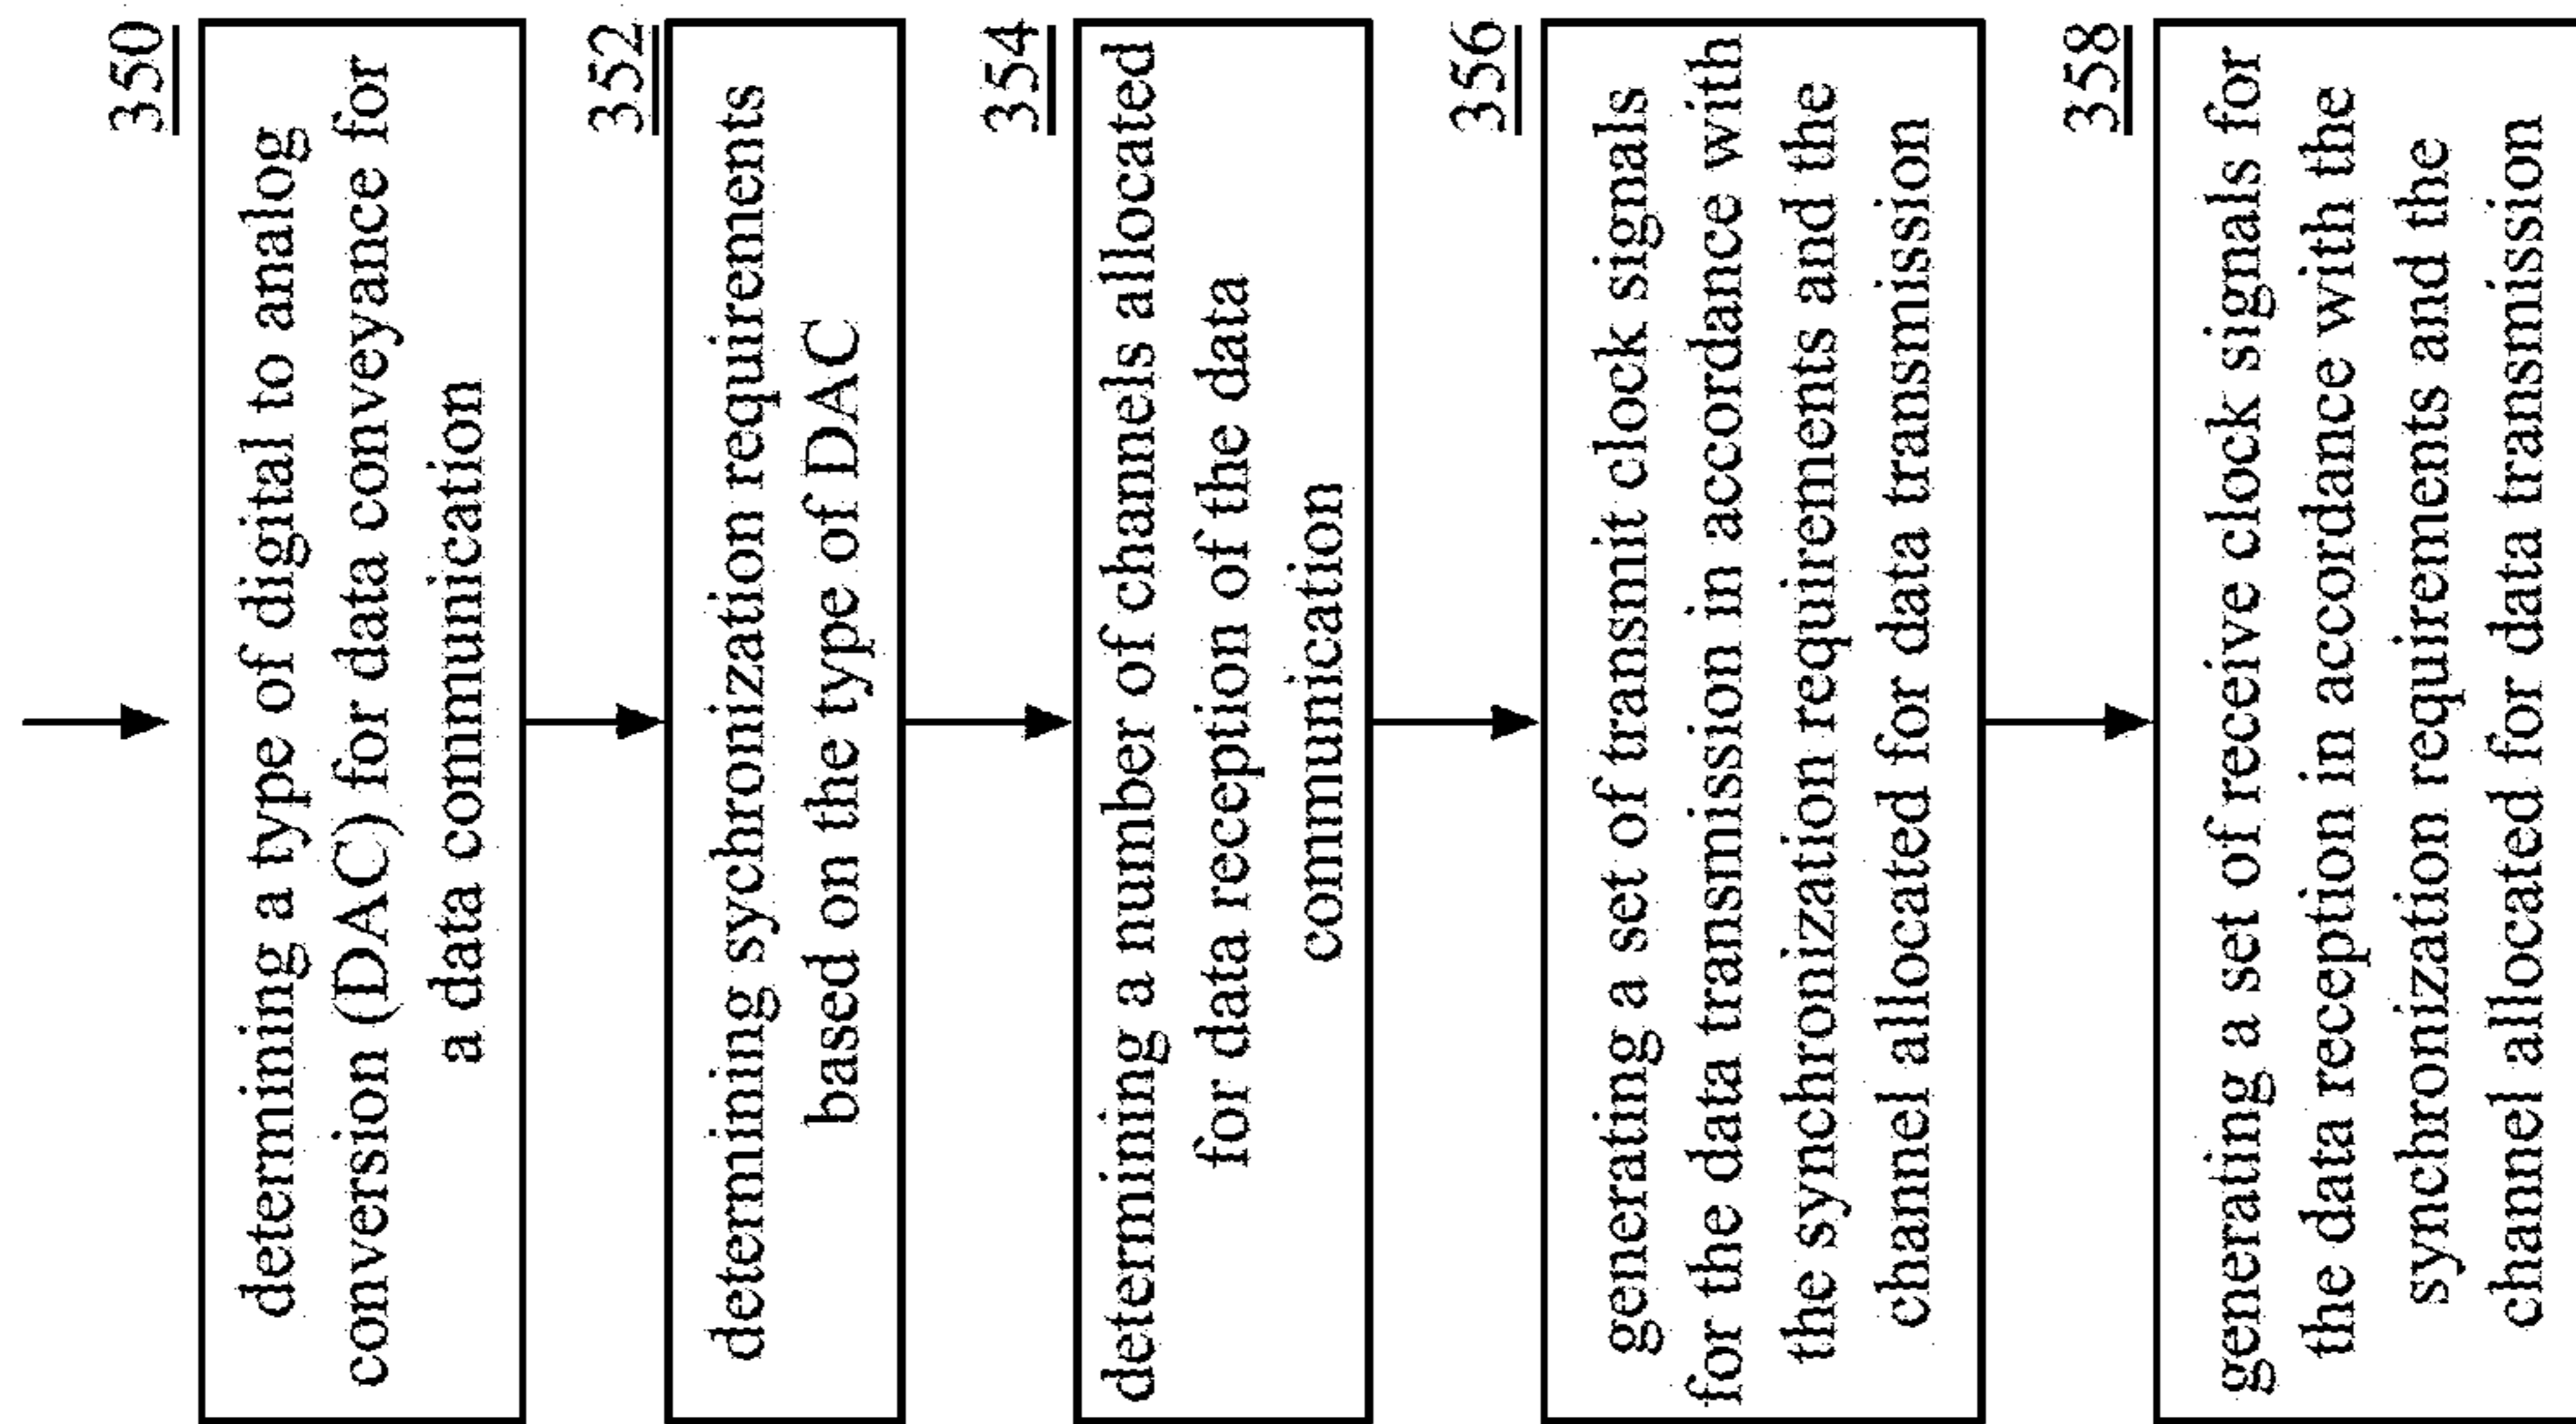 350
determining a type of digital to analog
conversion (DAC) for data conveyance for
a data communication
352
determining sychronization requirements
based on the type of DAC
354
determining a number of channels allocated
for data reception of the data
communication
356
generating a set of transmit clock signals
for the data transmission in accordance with
the synchronization requirements and the
channel allocated for data transmission
358
generating a set of receive clock signals for
the data reception in accordance with the
synchronization requirements and the
channel allocated for data transmission